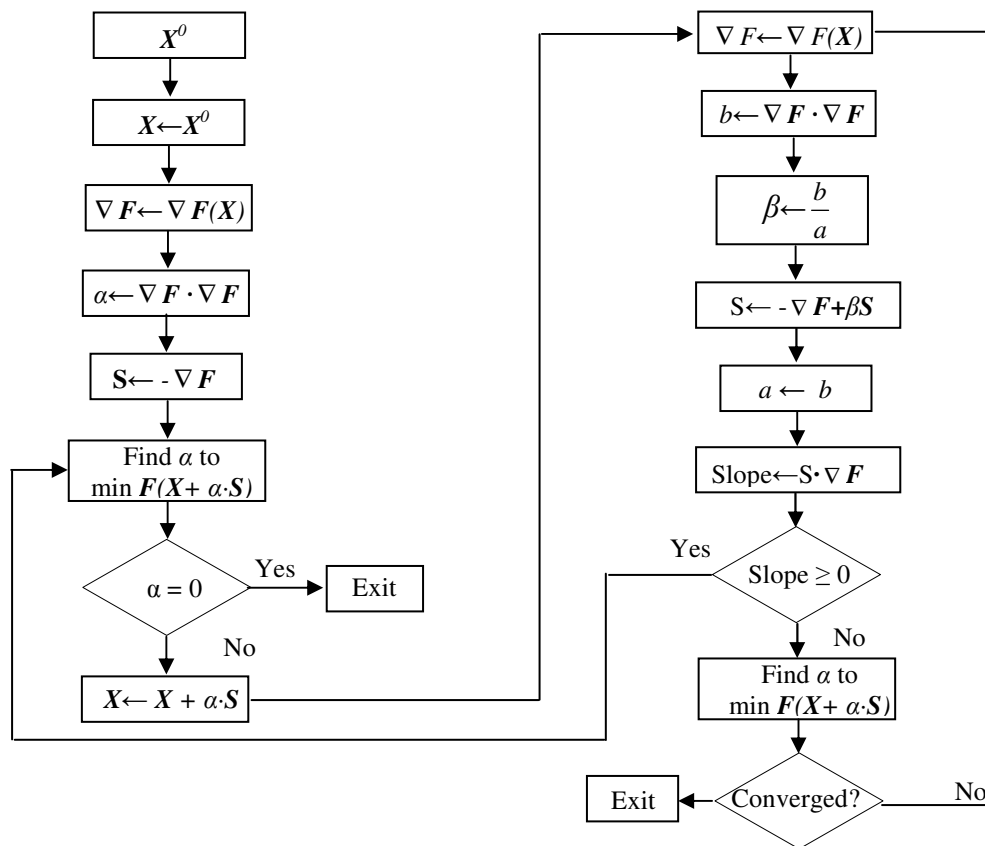 X⁰
X←X⁰
∇F←∇F(X)
α←∇F·∇F
S←-∇F
Find α to
min F(X+ α·S)
α = 0
Yes
Exit
No
X←X + α·S
∇F←∇F(X)
b←∇F·∇F
β←b/a
S←-∇F+βS
a ← b
Slope←S·∇F
Yes
Slope ≥ 0
No
Find α to
min F(X+ α·S)
Exit
Converged?
No